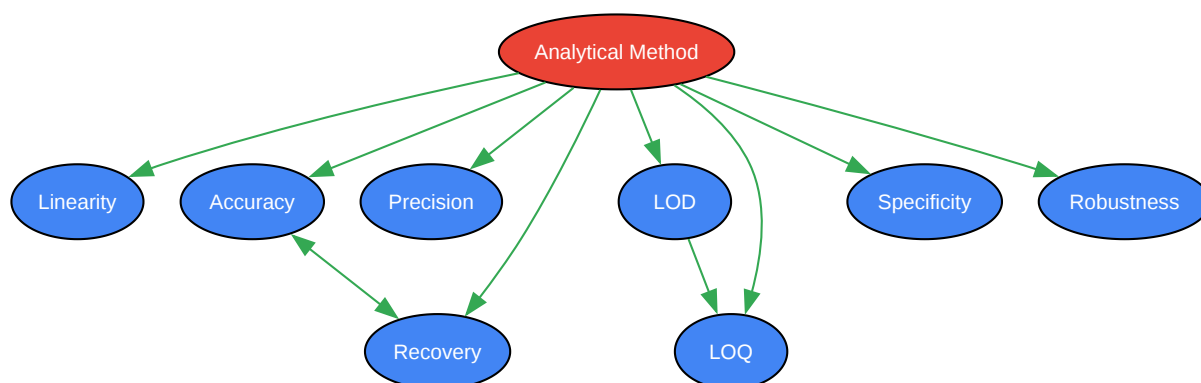 Analytical Method
Linearity
Accuracy
Precision
LOD
Specificity
Robustness
Recovery
LOQ